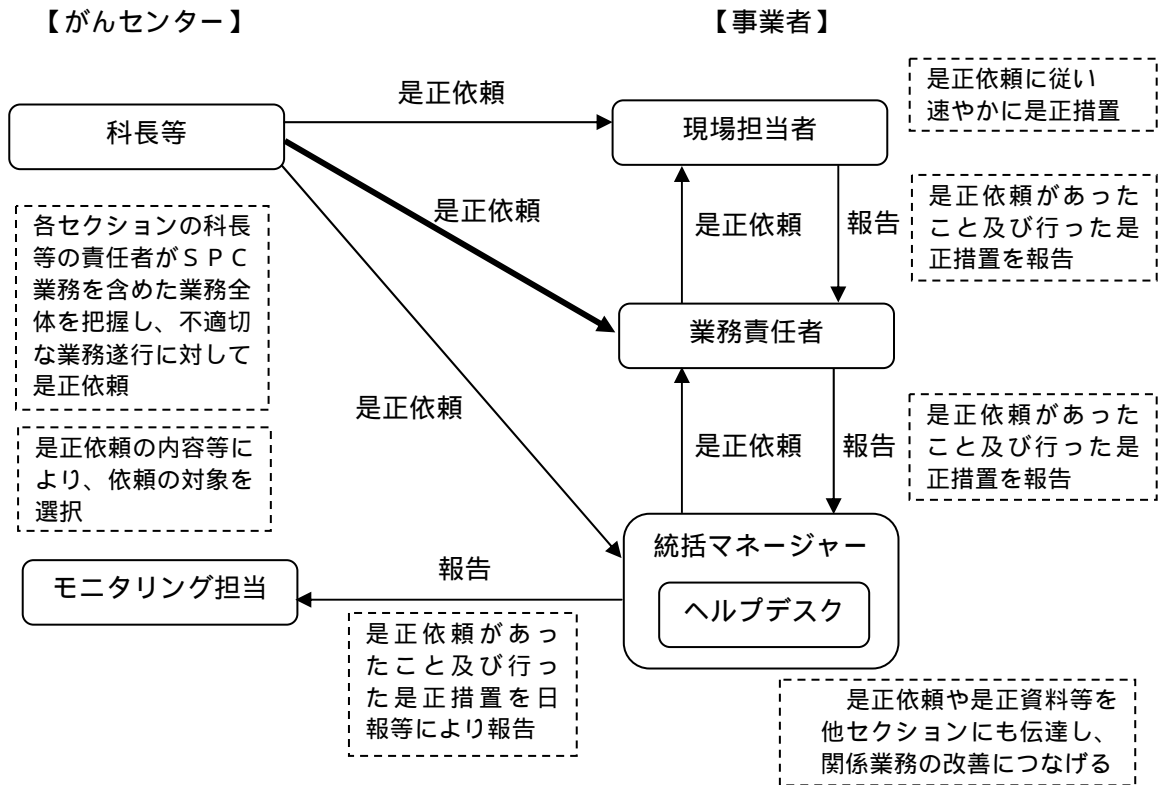 【がんセンター】
【事業者】
是正依頼
科長等
現場担当者
是正依頼に従い
速やかに是正措置
各セクションの科長
等の責任者がＳＰＣ
業務を含めた業務全
体を把握し、不適切
な業務遂行に対して
是正依頼
是正依頼
是正依頼
報告
是正依頼があった
こと及び行った是
正措置を報告
業務責任者
是正依頼の内容等に
より、依頼の対象を
選択
是正依頼
是正依頼
報告
是正依頼があった
こと及び行った是
正措置を報告
統括マネージャー
ヘルプデスク
モニタリング担当
報告
是正依頼があっ
たこと及び行っ
た是正措置を日
報等により報告
是正依頼や是正資料等を
他セクションにも伝達し、
関係業務の改善につなげる